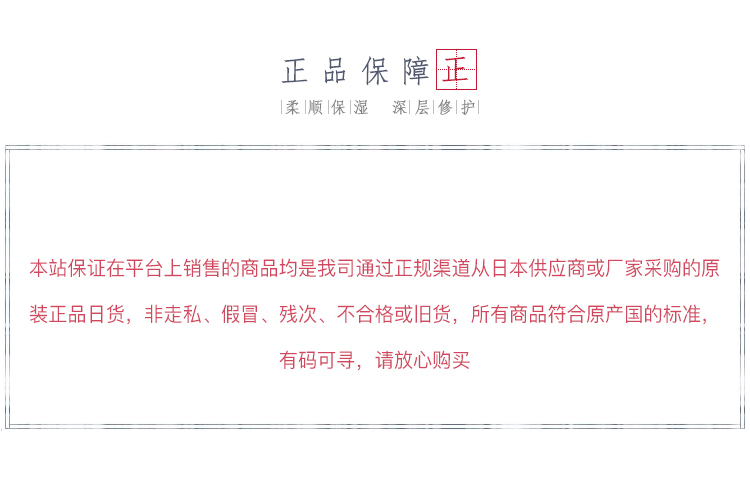 正品保障正
柔顺保湿 深层修护
本站保证在平台上销售的商品均是我司通过正规渠道从日本供应商或厂家采购的原
装正品日货，非走私、假冒、残次、不合格或旧货，所有商品符合原产国的标准，
有码可寻，请放心购买